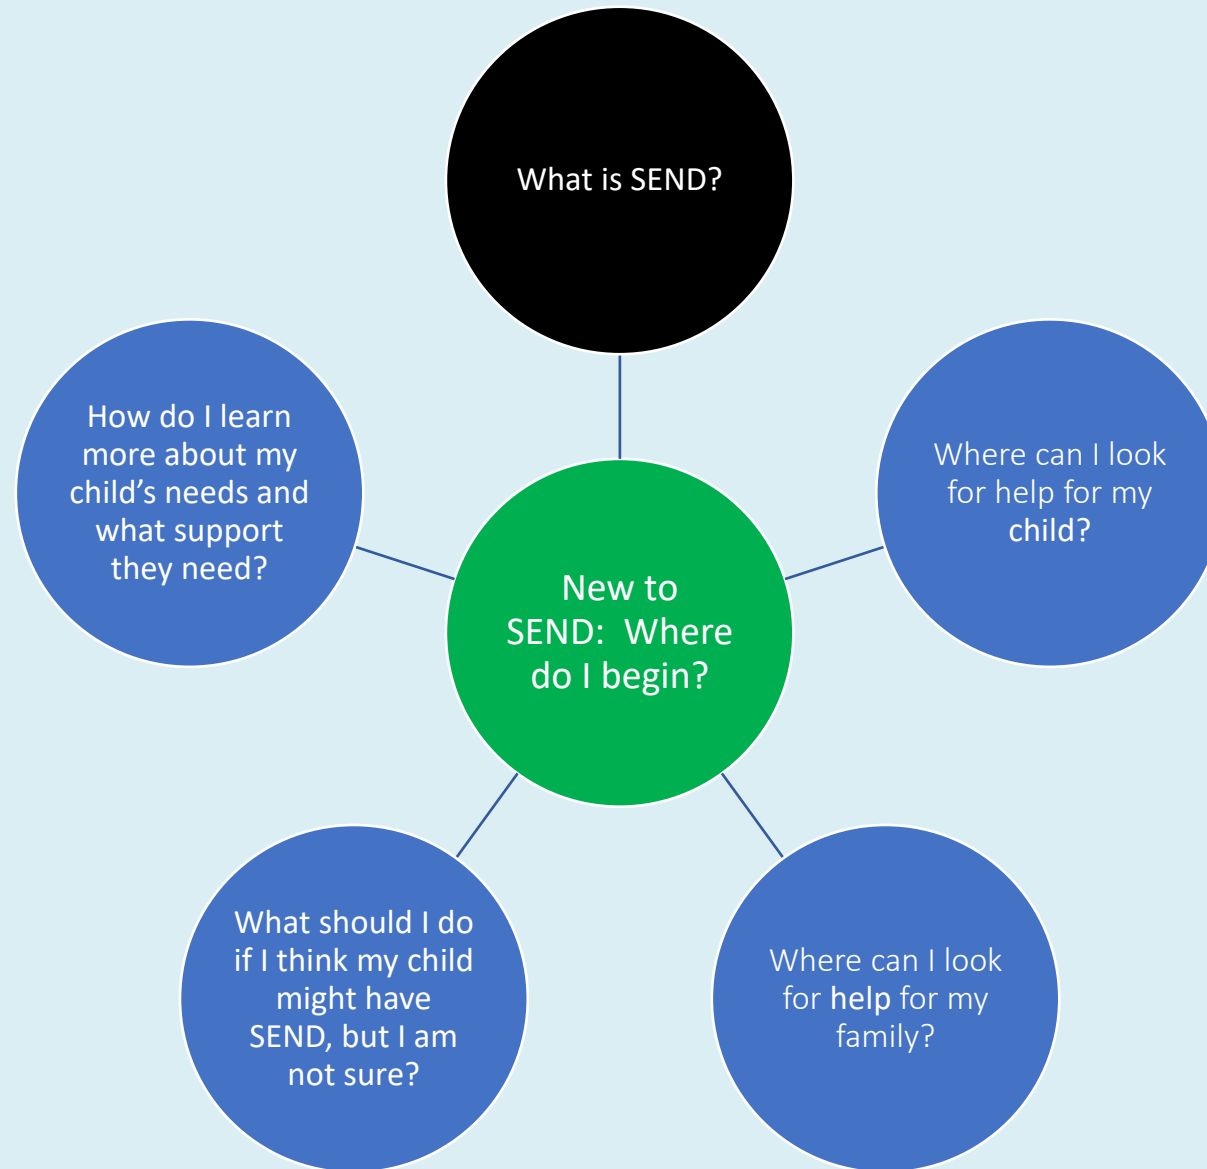 What is SEND?
How do I learn
more about my
child’s needs and
what support
they need?
Where can I look
for help for my
child?
New to
SEND:  Where
do I begin?
What should I do
if I think my child
might have
SEND, but I am
not sure?
Where can I look
for help for my
family?